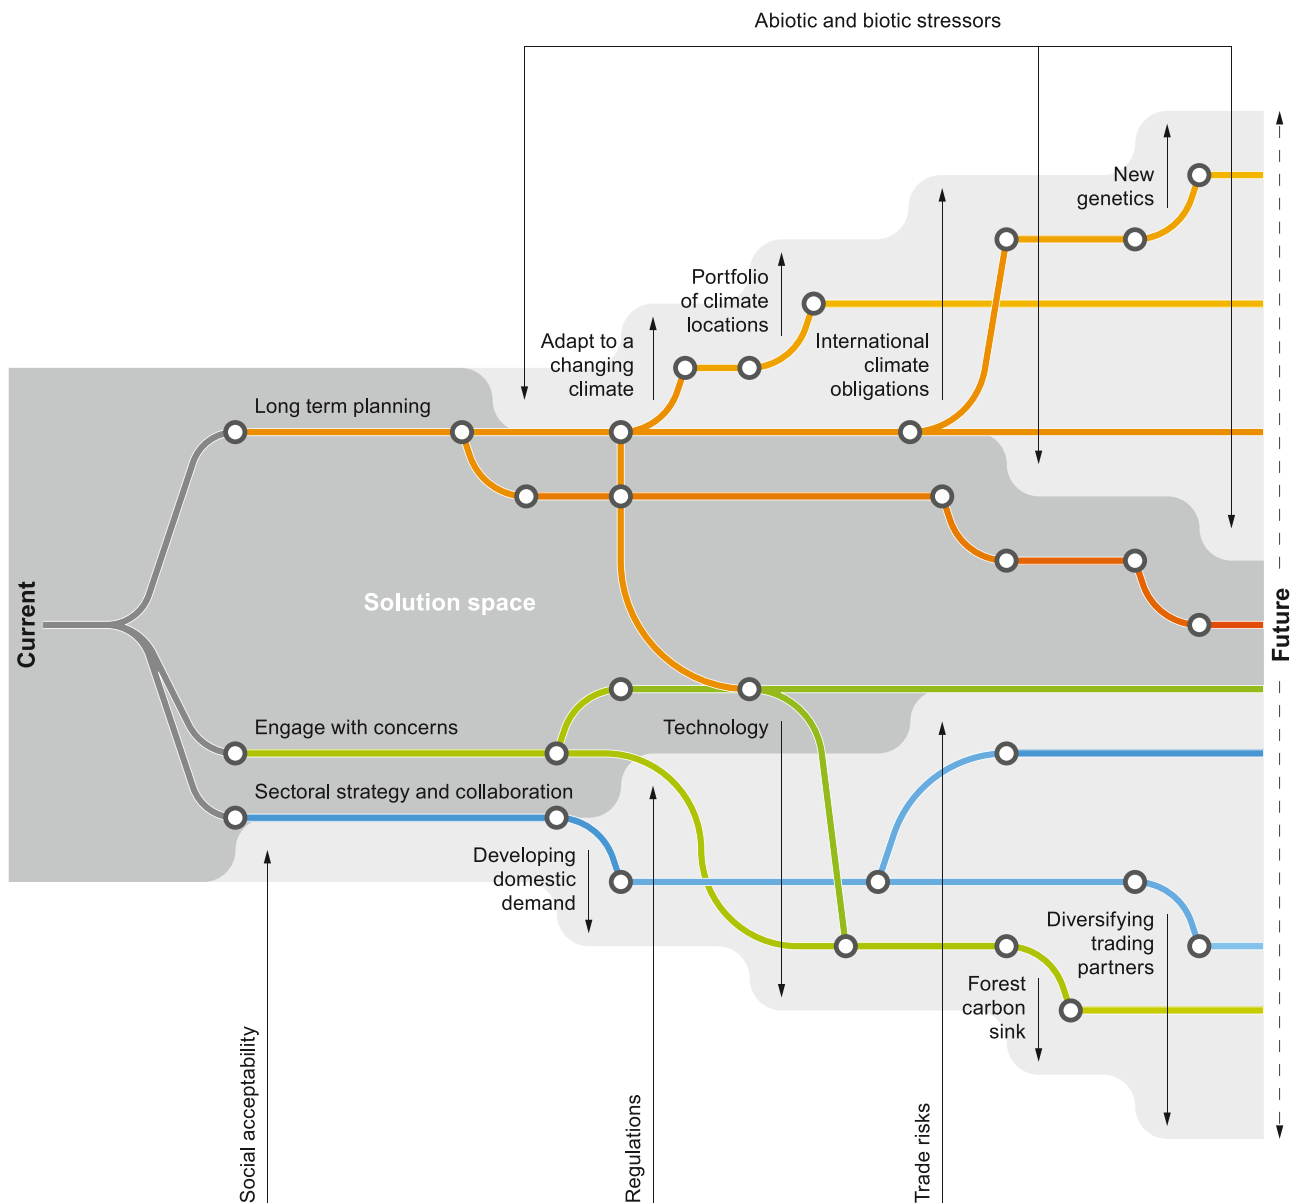 Abiotic and biotic stressors
New
genetics
Portfolio
of climate
locations
Adapt to a
changing
climate
International
climate
obligations
Long term planning
Solution space
Current
Future
Engage with concerns
Technology
Sectoral strategy and collaboration
Developing
domestic
demand
Diversifying
trading
partners
Forest
carbon
sink
Social acceptability
Regulations
Trade risks